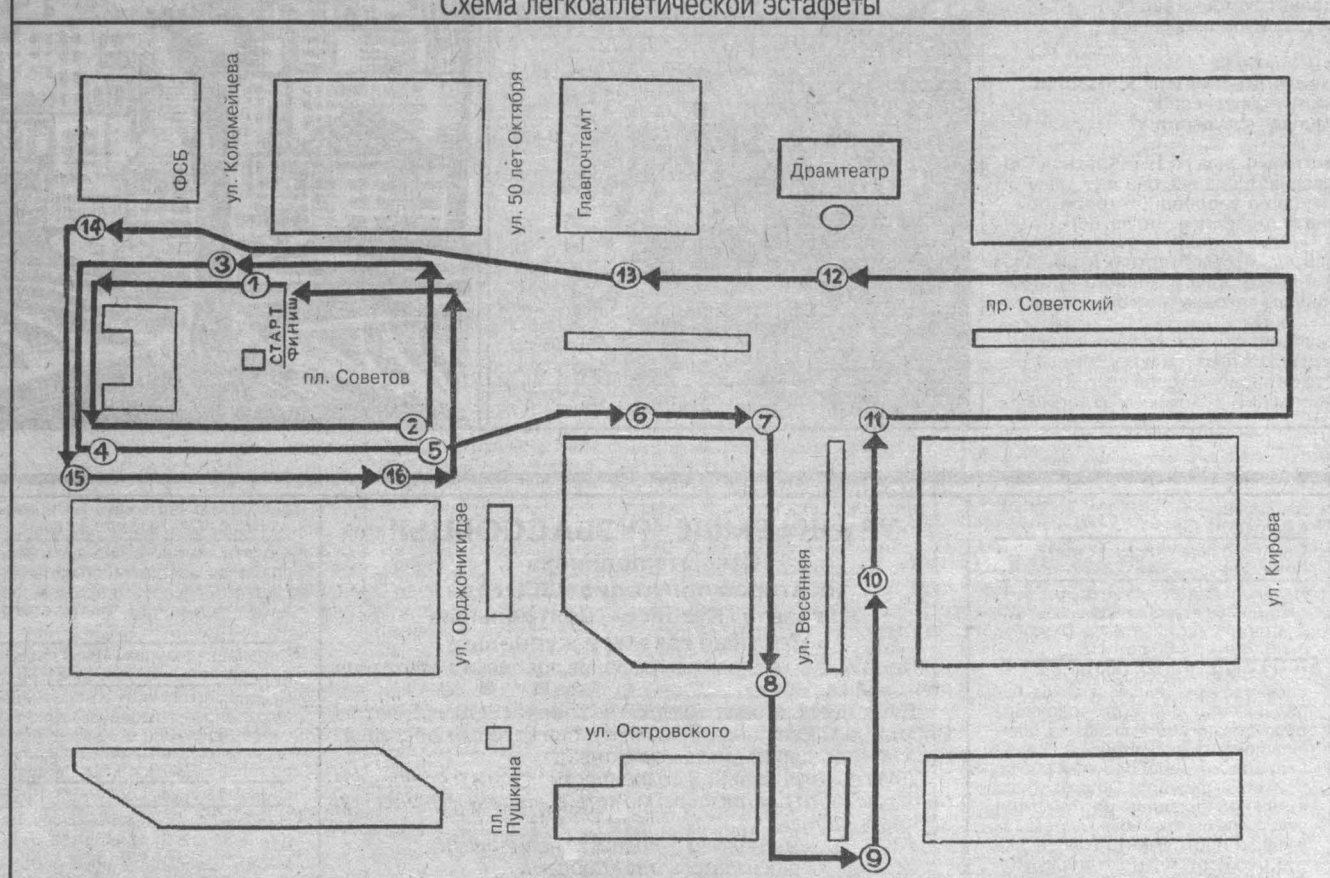 Схема легкоатлетической эстафеты
ФСБ
ул. Коломейцева
ул. 50 лет Октября
Главпочтамт
Драмтеатр
14
3
1
13
12
СТАРТ
ФИНИШ
пр. Советский
пл. Советов
2
6
7
11
4
5
15
16
ул. Орджоникидзе
ул. Весенняя
10
ул. Кирова
8
ул. Островского
пл.
Пушкина
9